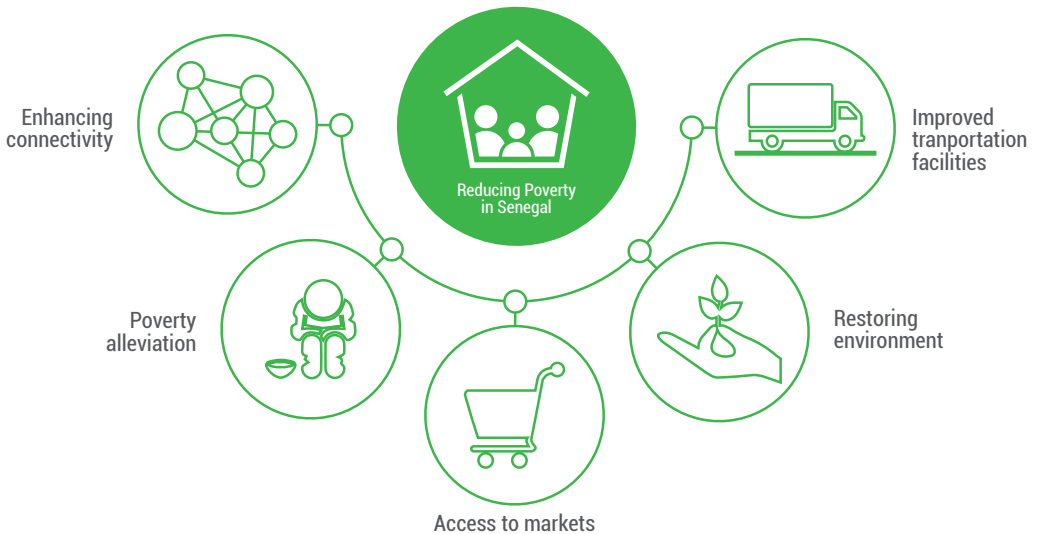 Reducing Poverty
in Senegal
Enhancing
connectivity
Poverty
alleviation
Access to markets
Restoring
environment
Improved
tranportation
facilities